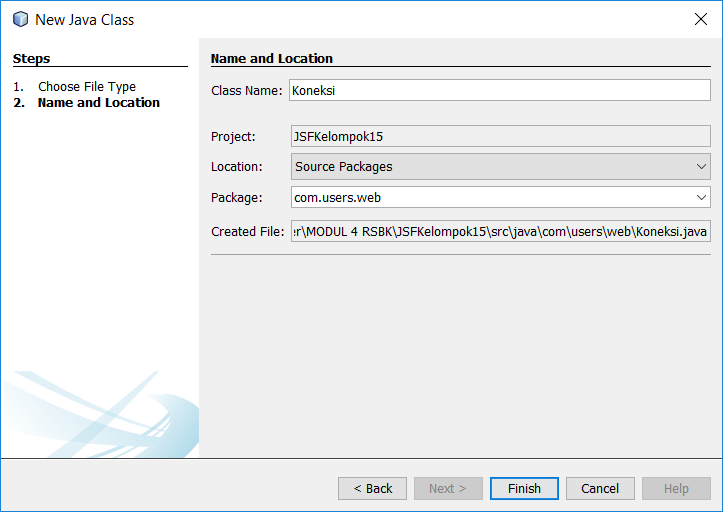 New Java Class
Steps
1. Choose File Type
2. Name and Location
Name and Location
Class Name: Koneksi
Project: JSFKelompok15
Location: Source Packages
Package: com.users.web
Created File: r\MODUL 4 RSBK\JSFKelompok15\src\java\com\users\web\Koneksi.java
< Back Next > Finish Cancel Help